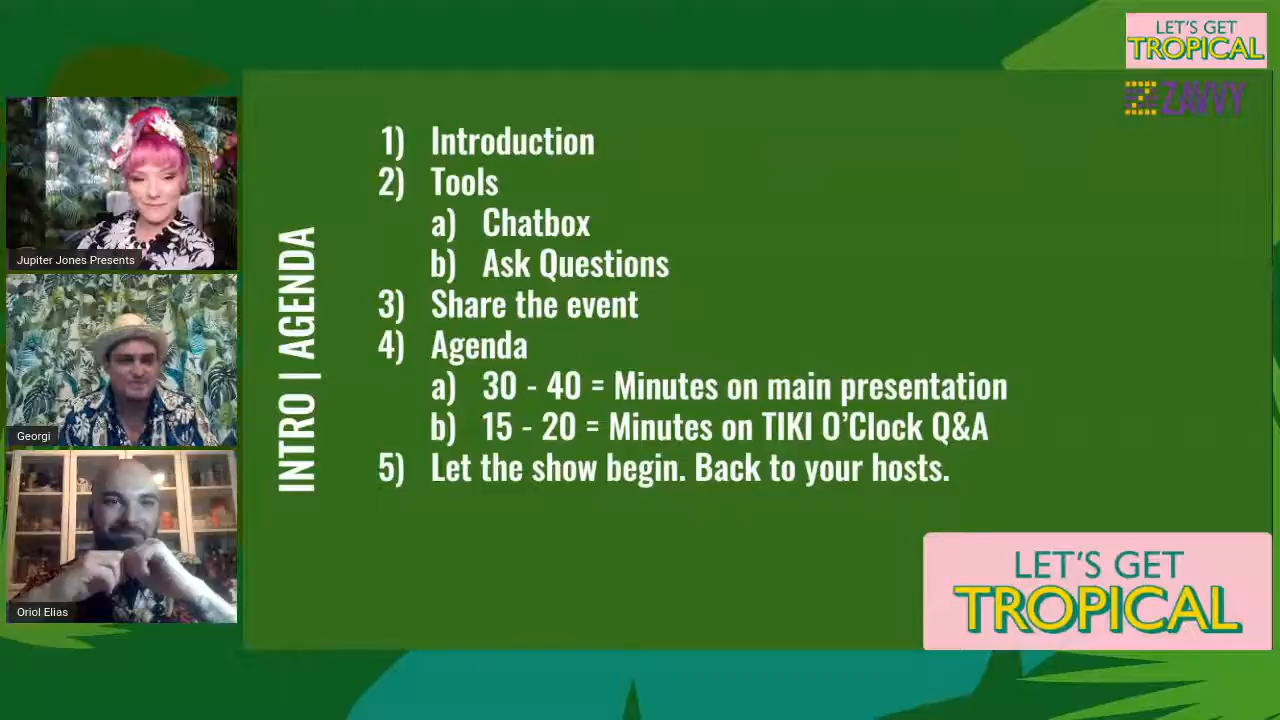 LET'S GET
TROPICAL
ZAVVY
Jupiter Jones Presents
Georgi
Oriol Elias
INTRO | AGENDA
1) Introduction
2) Tools
a) Chatbox
b) Ask Questions
3) Share the event
4) Agenda
a) 30 - 40 = Minutes on main presentation
b) 15 - 20 = Minutes on TIKI O’Clock Q&A
5) Let the show begin. Back to your hosts.
LET'S GET
TROPICAL